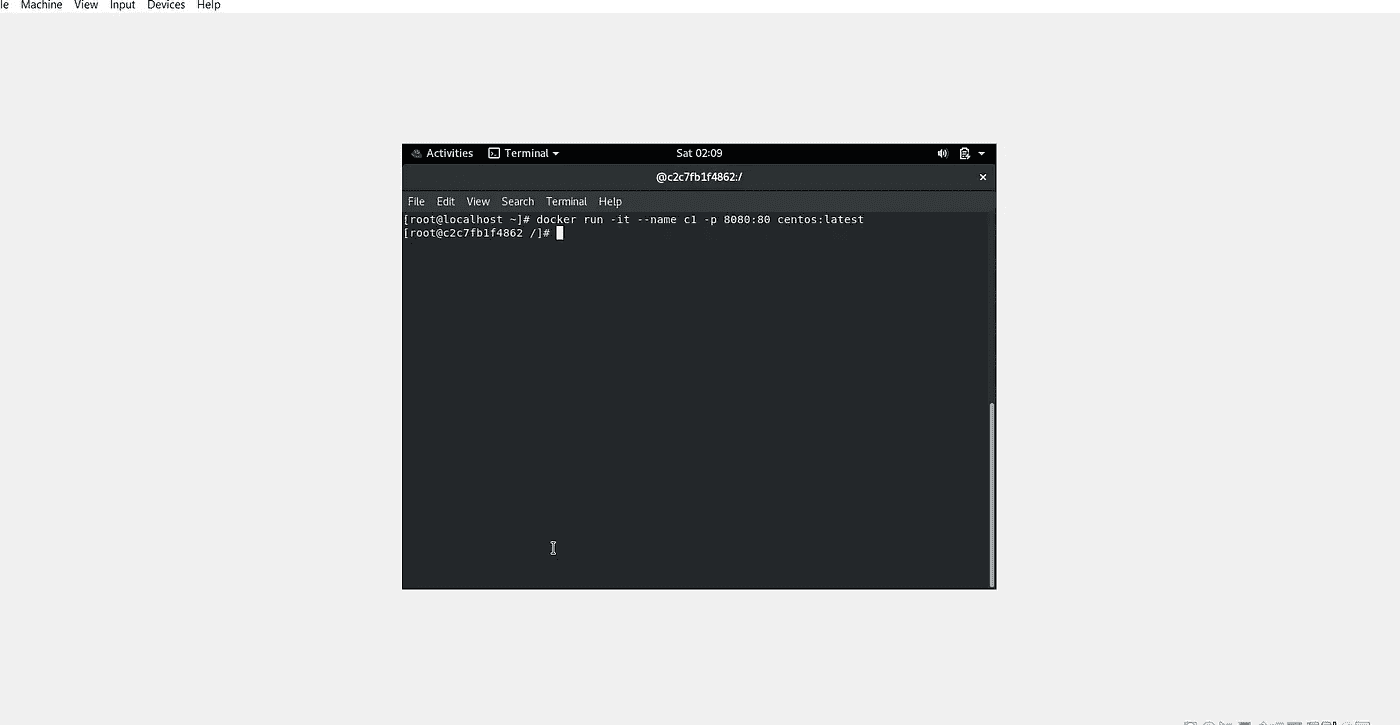 le Machine View Input Devices Help
Activities Terminal Sat 02:09
@c2c7fb1f4862:/ ×
File Edit View Search Terminal Help
[root@localhost ~]# docker run -it --name c1 -p 8080:80 centos:latest
[root@c2c7fb1f4862 /]#